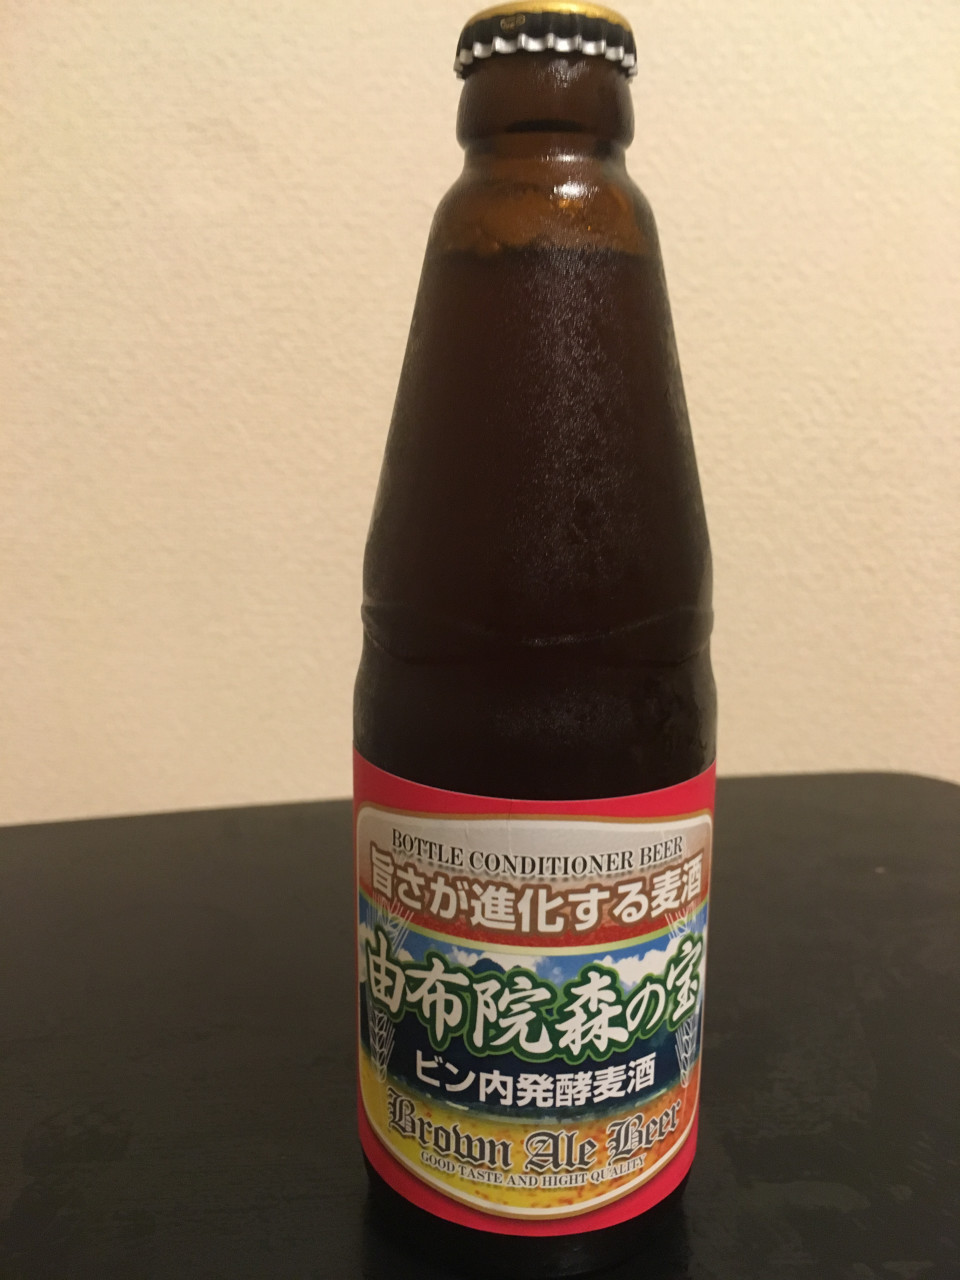 BOTTLE CONDITIONER BEER
旨さが進化する麦酒
由布院森の宝
ビン内発酵麦酒
Brown Ale Beer
GOOD TASTE AND HIGHT QUALITY